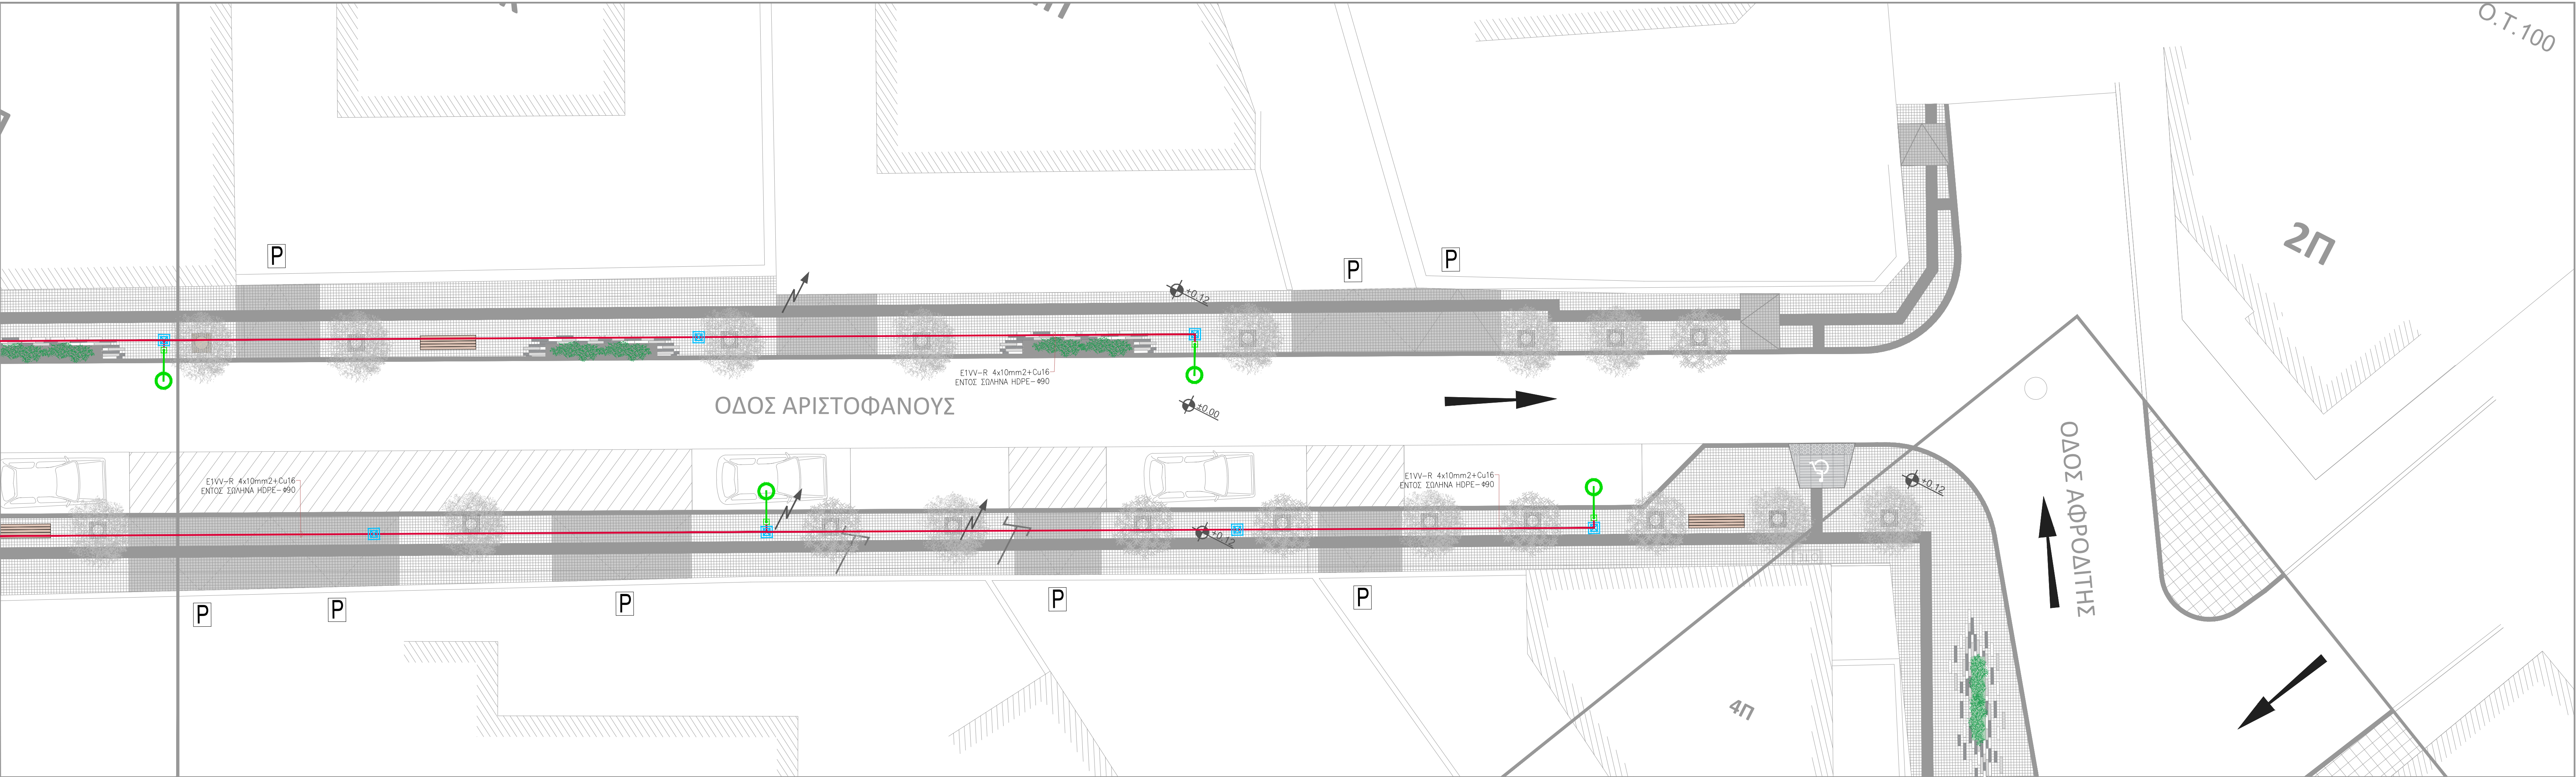 Ο.Τ.100
2Π
P
P
P
+0.12
E1VV-R 4x10mm2+Cu16
ΕΝΤΟΣ ΣΩΛΗΝΑ HDPE-Φ90
ΟΔΟΣ ΑΡΙΣΤΟΦΑΝΟΥΣ
±0.00
ΟΔΟΣ ΑΦΡΟΔΙΤΗΣ
E1VV-R 4x10mm2+Cu16
ΕΝΤΟΣ ΣΩΛΗΝΑ HDPE-Φ90
E1VV-R 4x10mm2+Cu16
ΕΝΤΟΣ ΣΩΛΗΝΑ HDPE-Φ90
+0.12
+0.12
P
P
P
P
P
4Π